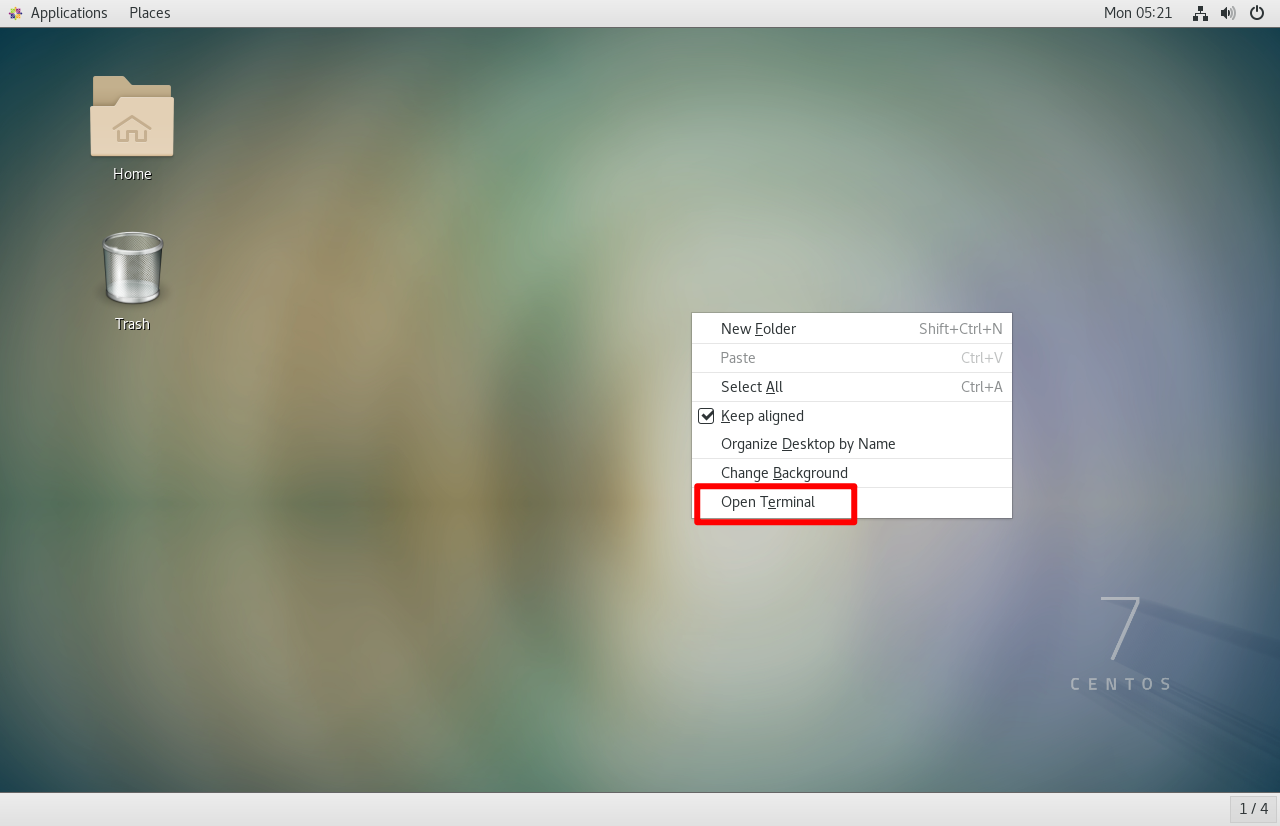 Applications Places Mon 05:21
Home
Trash
New Folder Shift+Ctrl+N
Paste Ctrl+V
Select All Ctrl+A
Keep aligned
Organize Desktop by Name
Change Background
Open Terminal
7
CENTOS
1 / 4